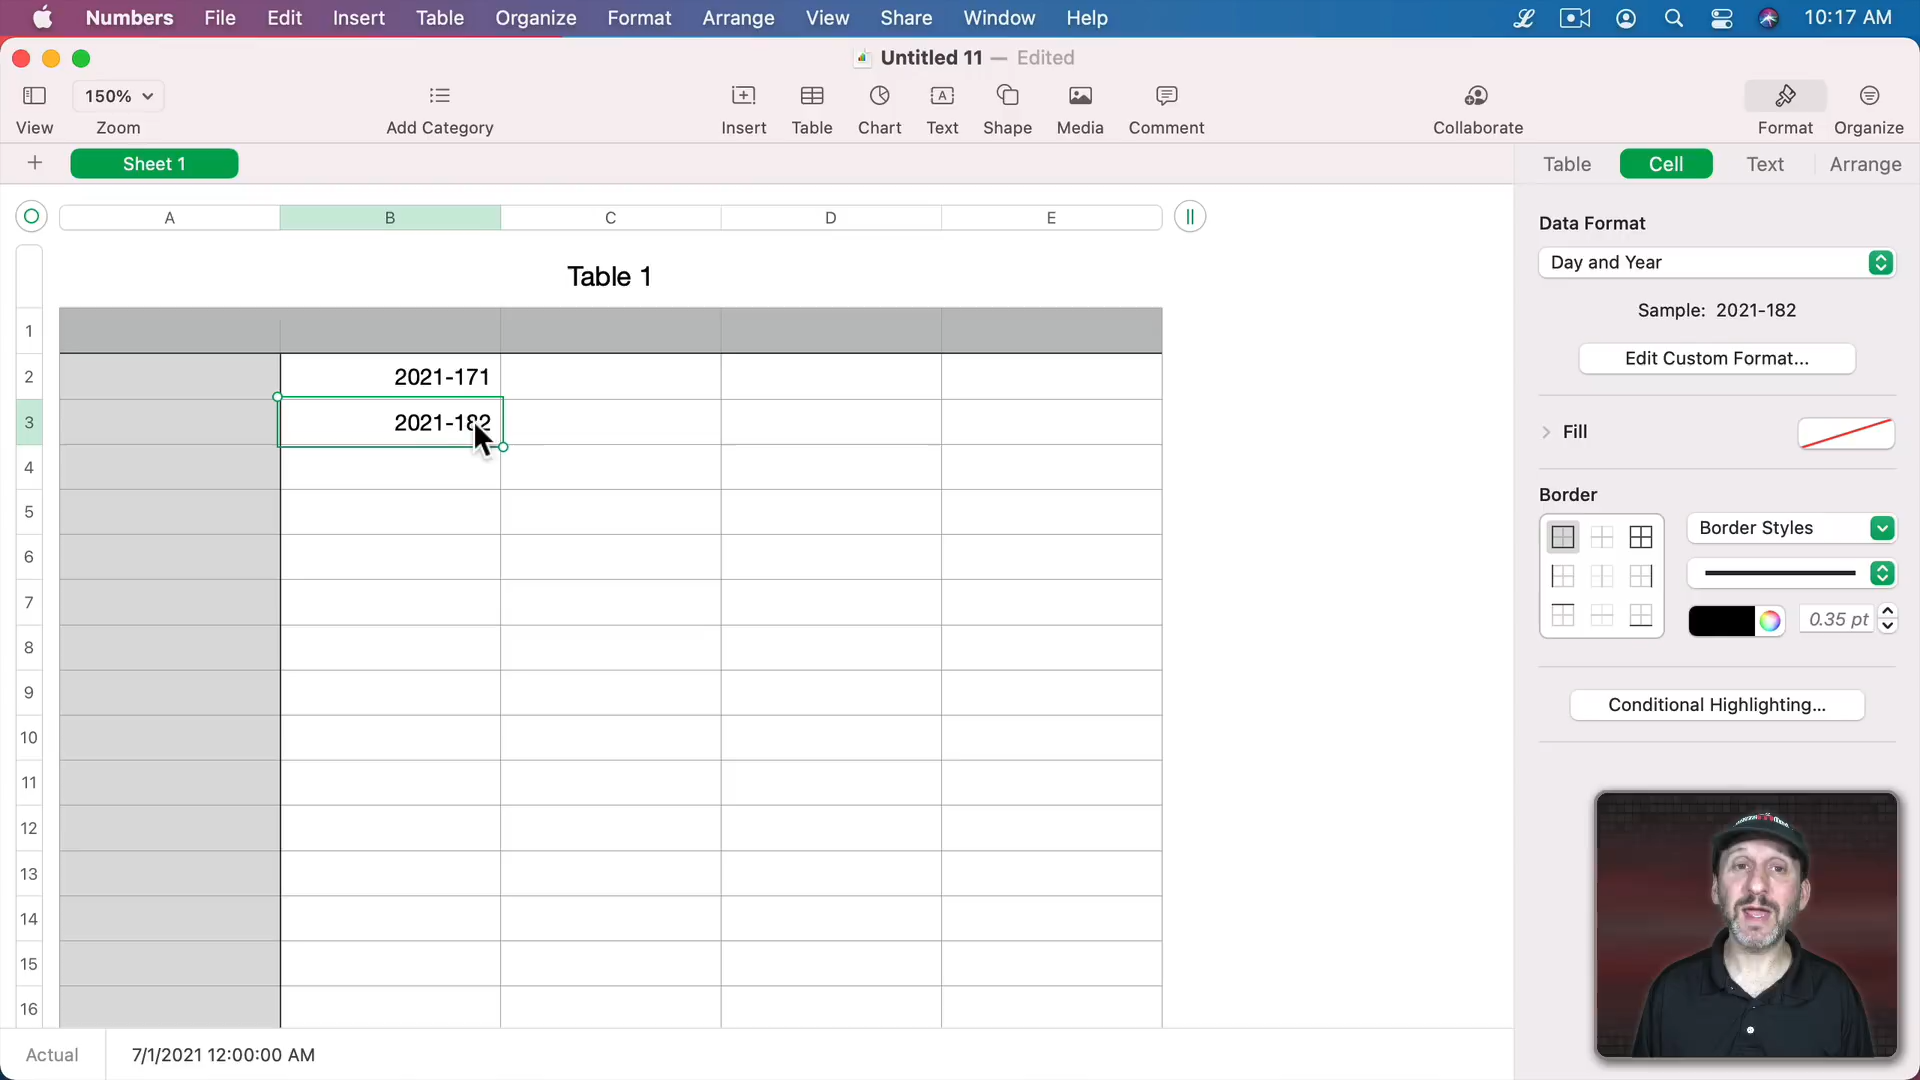 Numbers File Edit Insert Table Organize Format Arrange View Share Window Help 10:17 AM
Untitled 11 — Edited
150%
View Zoom Add Category Insert Table Chart Text Shape Media Comment Collaborate Format Organize
Sheet 1
Table Cell Text Arrange
A B C D E
Data Format
Day and Year
Table 1
Sample: 2021-182
1
Edit Custom Format...
2 2021-171
3 2021-182
Fill
4
Border
5
Border Styles
6
7
0.35 pt
8
9
Conditional Highlighting...
10
11
12
13
14
15
16
Actual 7/1/2021 12:00:00 AM